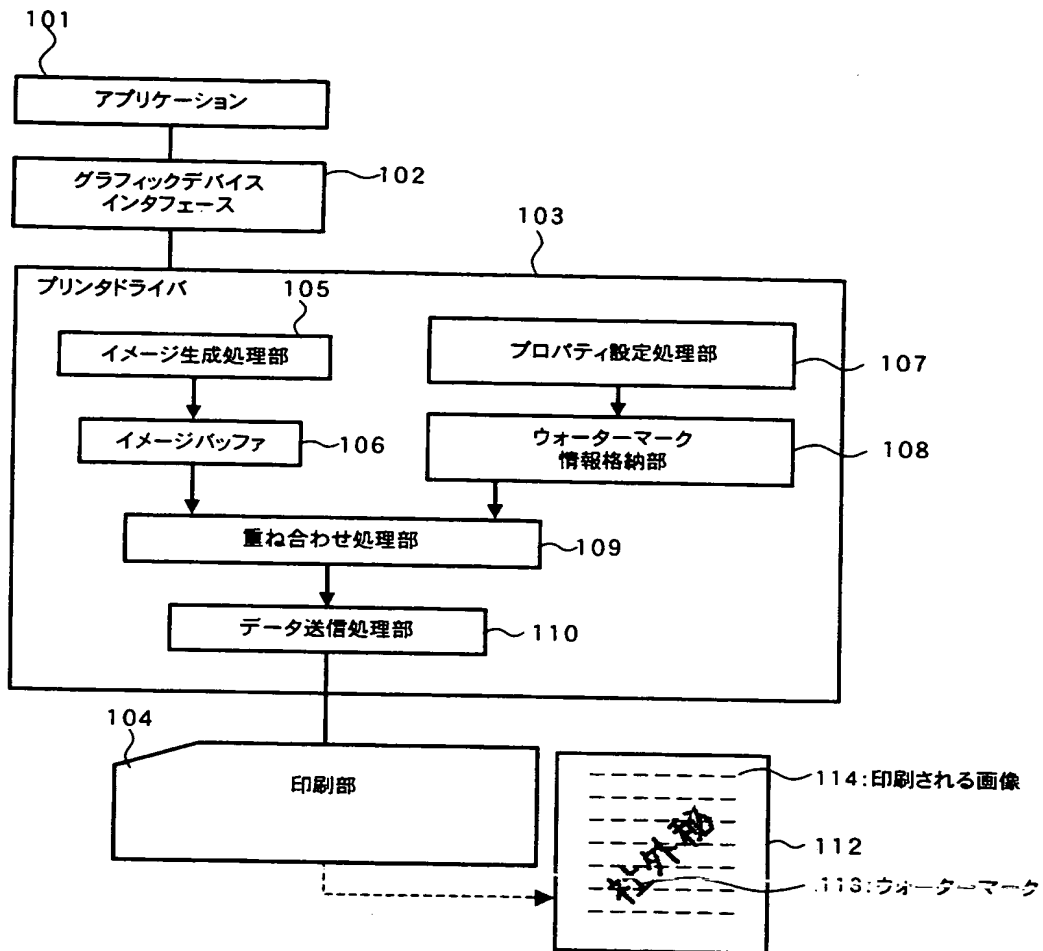 101
アプリケーション
グラフィックデバイス
インタフェース
102
103
プリンタドライバ
105
イメージ生成処理部
プロパティ設定処理部
107
イメージバッファ
106
ウォーターマーク
情報格納部
108
重ね合わせ処理部
109
データ送信処理部
110
104
印刷部
114:印刷される画像
社外秘
112
113:ウォーターマーク